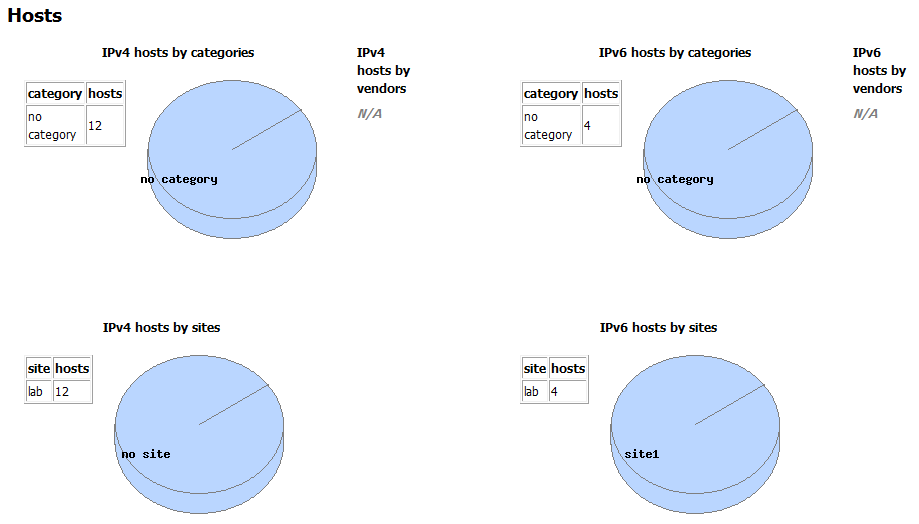 Hosts
IPv4 hosts by categories
category hosts
no category 12
no category
IPv4
hosts by
vendors
N/A
IPv6 hosts by categories
category hosts
no category 4
no category
IPv6
hosts by
vendors
N/A
IPv4 hosts by sites
site hosts
lab 12
no site
IPv6 hosts by sites
site hosts
lab 4
site1